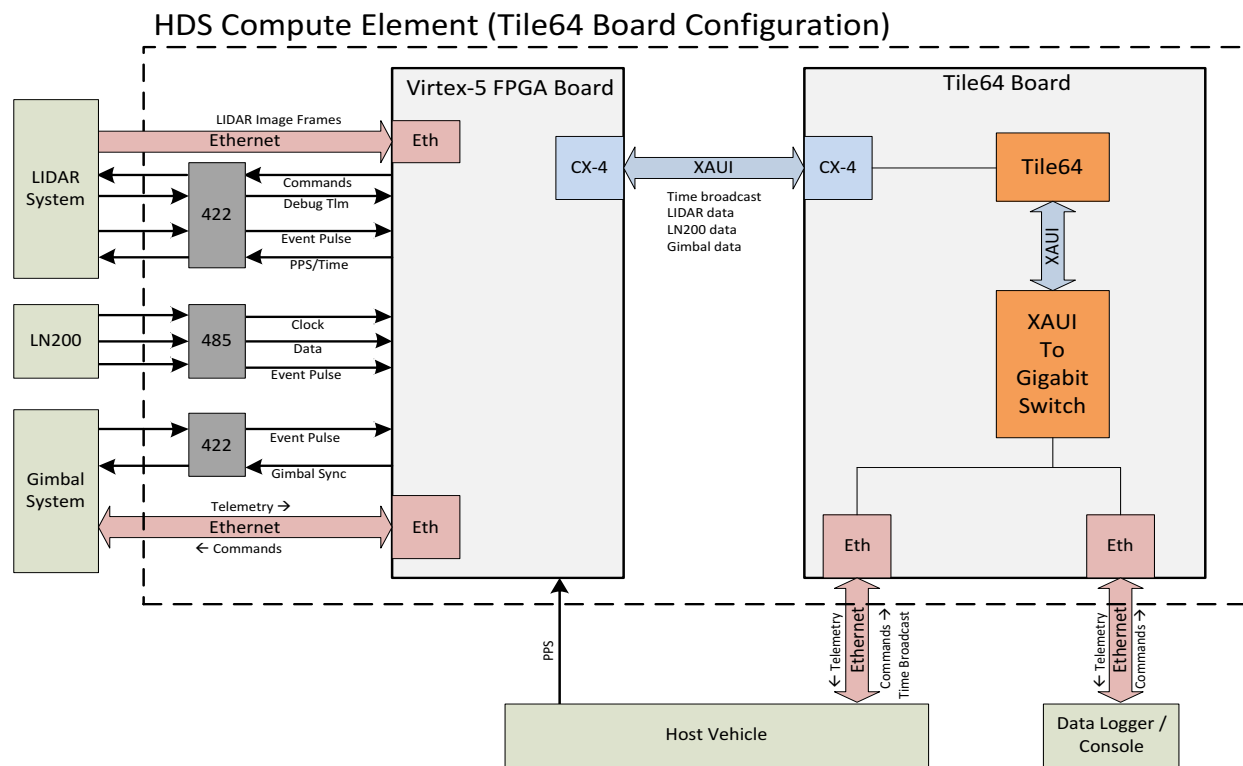 HDS Compute Element (Tile64 Board Configuration)
Virtex-5 FPGA Board
Tile64 Board
LIDAR
System
LIDAR Image Frames
Ethernet
Eth
422
Commands
Debug Tlm
Event Pulse
PPS/Time
CX-4
XAUI
Time broadcast
LIDAR data
LN200 data
Gimbal data
CX-4
Tile64
XAUI
XAUI
To
Gigabit
Switch
LN200
485
Clock
Data
Event Pulse
Gimbal
System
422
Event Pulse
Gimbal Sync
Telemetry →
Ethernet
← Commands
Eth
Eth
Eth
PPS
← Telemetry
Ethernet
Commands →
Time Broadcast
← Telemetry
Ethernet
Commands →
Host Vehicle
Data Logger /
Console